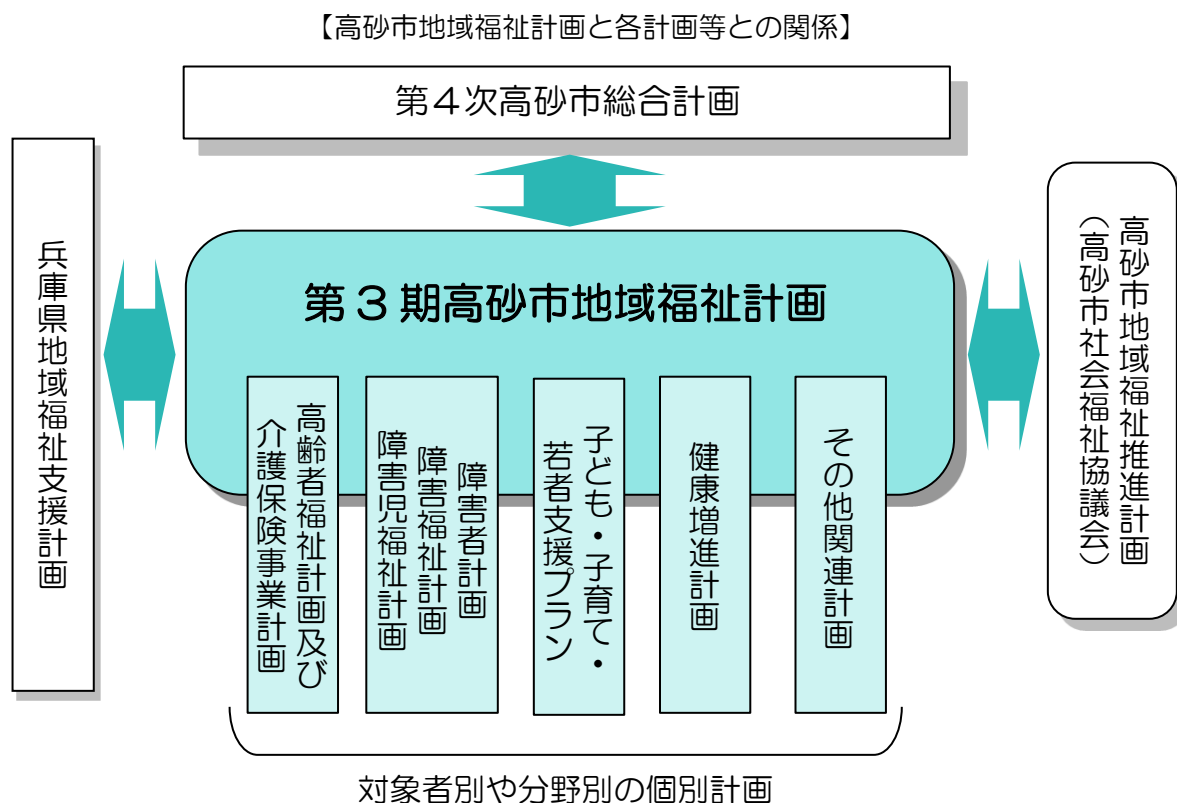 【高砂市地域福祉計画と各計画等との関係】
第4次高砂市総合計画
兵庫県地域福祉支援計画
第3期高砂市地域福祉計画
高砂市地域福祉推進計画
（高砂市社会福祉協議会）
高齢者福祉計画及び
介護保険事業計画
障害者計画
障害福祉計画
障害児福祉計画
子ども・子育て・
若者支援プラン
健康増進計画
その他関連計画
対象者別や分野別の個別計画